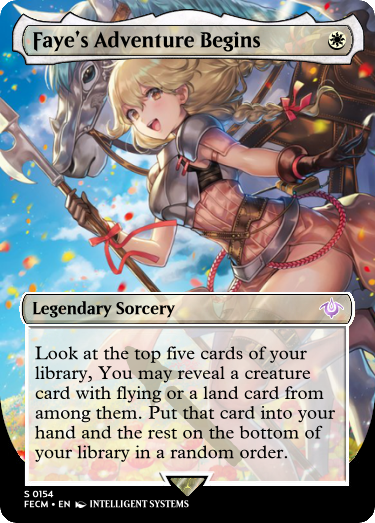 Faye's Adventure Begins
Legendary Sorcery
Look at the top five cards of your
library, You may reveal a creature
card with flying or a land card from
among them. Put that card into your
hand and the rest on the bottom of
your library in a random order.
S 0154
FECM • EN INTELLIGENT SYSTEMS